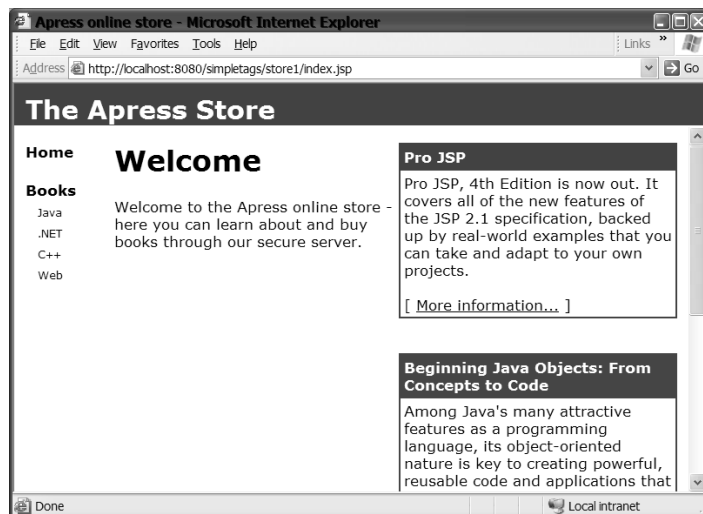 Apress online store - Microsoft Internet Explorer
File Edit View Favorites Tools Help
Links »
Address http://localhost:8080/simpletags/store1/index.jsp
Go
The Apress Store
Home
Books
Java
.NET
C++
Web
Welcome
Welcome to the Apress online store -
here you can learn about and buy
books through our secure server.
Pro JSP
Pro JSP, 4th Edition is now out. It
covers all of the new features of
the JSP 2.1 specification, backed
up by real-world examples that you
can take and adapt to your own
projects.
[ More information... ]
Beginning Java Objects: From
Concepts to Code
Among Java's many attractive
features as a programming
language, its object-oriented
nature is key to creating powerful,
reusable code and applications that
Done
Local intranet